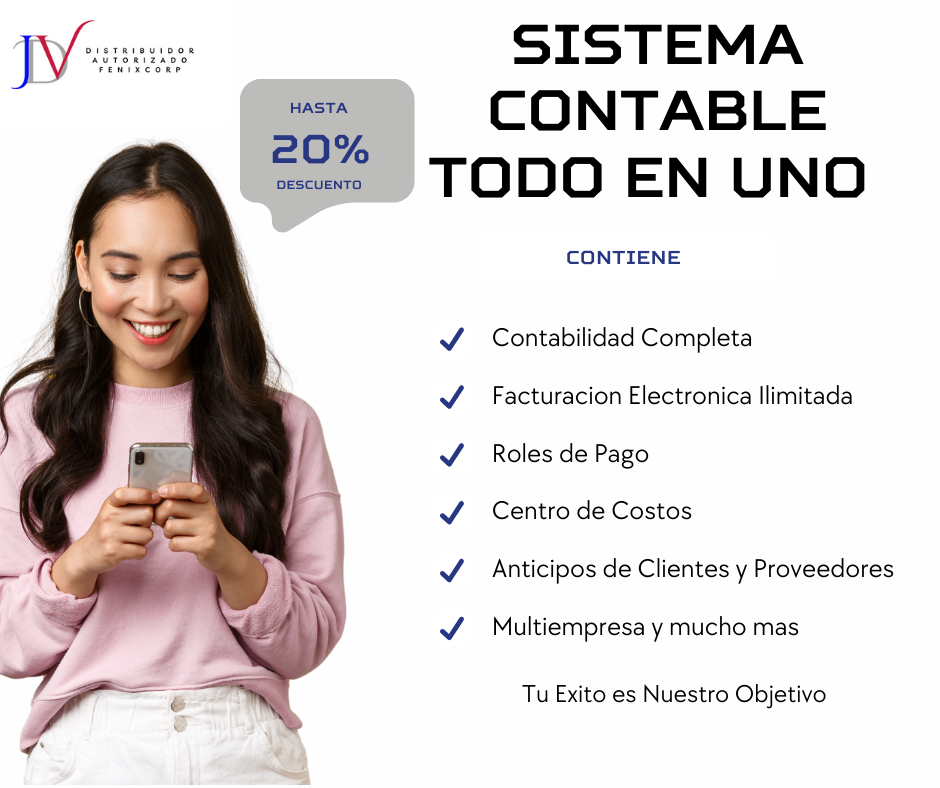 JDV
DISTRIBUIDOR
AUTORIZADO
FENIXCORP
HASTA
20%
DESCUENTO
SISTEMA
CONTABLE
TODO EN UNO
CONTIENE
Contabilidad Completa
Facturacion Electronica Ilimitada
Roles de Pago
Centro de Costos
Anticipos de Clientes y Proveedores
Multiempresa y mucho mas
Tu Exito es Nuestro Objetivo